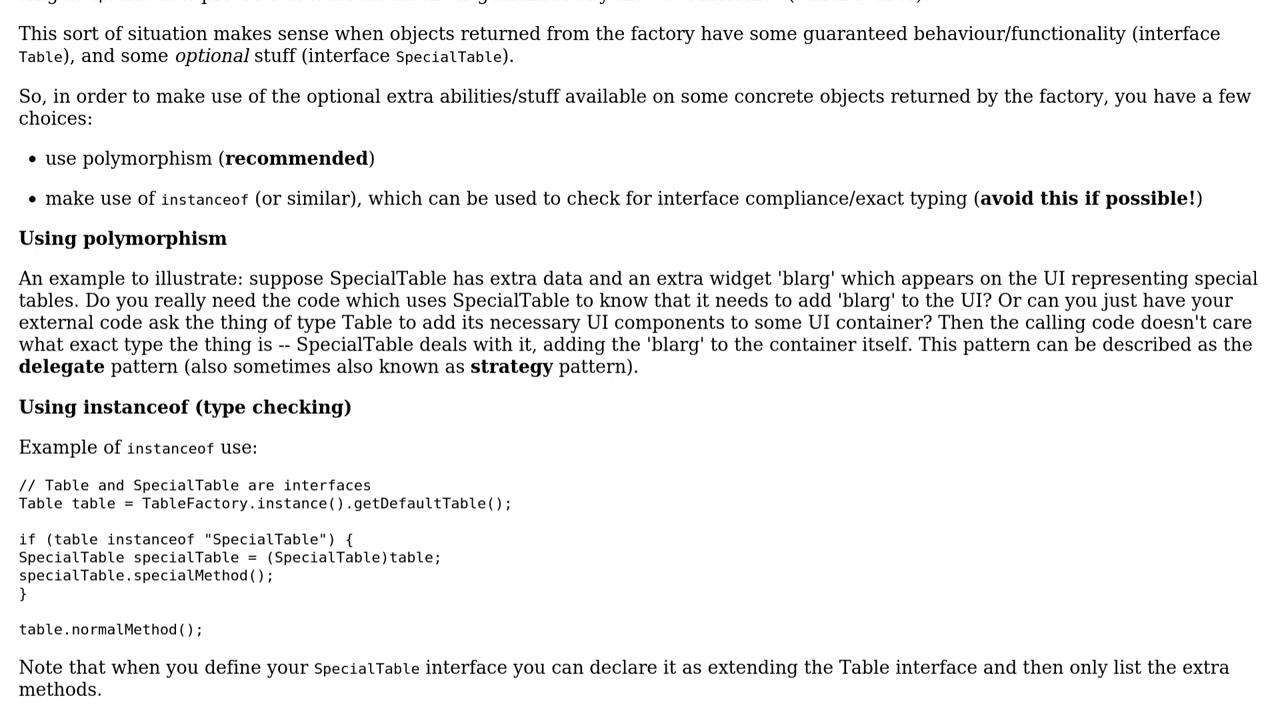 This sort of situation makes sense when objects returned from the factory have some guaranteed behaviour/functionality (interface
Table), and some optional stuff (interface SpecialTable).
So, in order to make use of the optional extra abilities/stuff available on some concrete objects returned by the factory, you have a few
choices:
• use polymorphism (recommended)
• make use of instanceof (or similar), which can be used to check for interface compliance/exact typing (avoid this if possible!)
Using polymorphism
An example to illustrate: suppose SpecialTable has extra data and an extra widget 'blarg' which appears on the UI representing special
tables. Do you really need the code which uses SpecialTable to know that it needs to add 'blarg' to the UI? Or can you just have your
external code ask the thing of type Table to add its necessary UI components to some UI container? Then the calling code doesn't care
what exact type the thing is -- SpecialTable deals with it, adding the 'blarg' to the container itself. This pattern can be described as the
delegate pattern (also sometimes also known as strategy pattern).
Using instanceof (type checking)
Example of instanceof use:
// Table and SpecialTable are interfaces
Table table = TableFactory.instance().getDefaultTable();
if (table instanceof "SpecialTable") {
SpecialTable specialTable = (SpecialTable)table;
specialTable.specialMethod();
}
table.normalMethod();
Note that when you define your SpecialTable interface you can declare it as extending the Table interface and then only list the extra
methods.